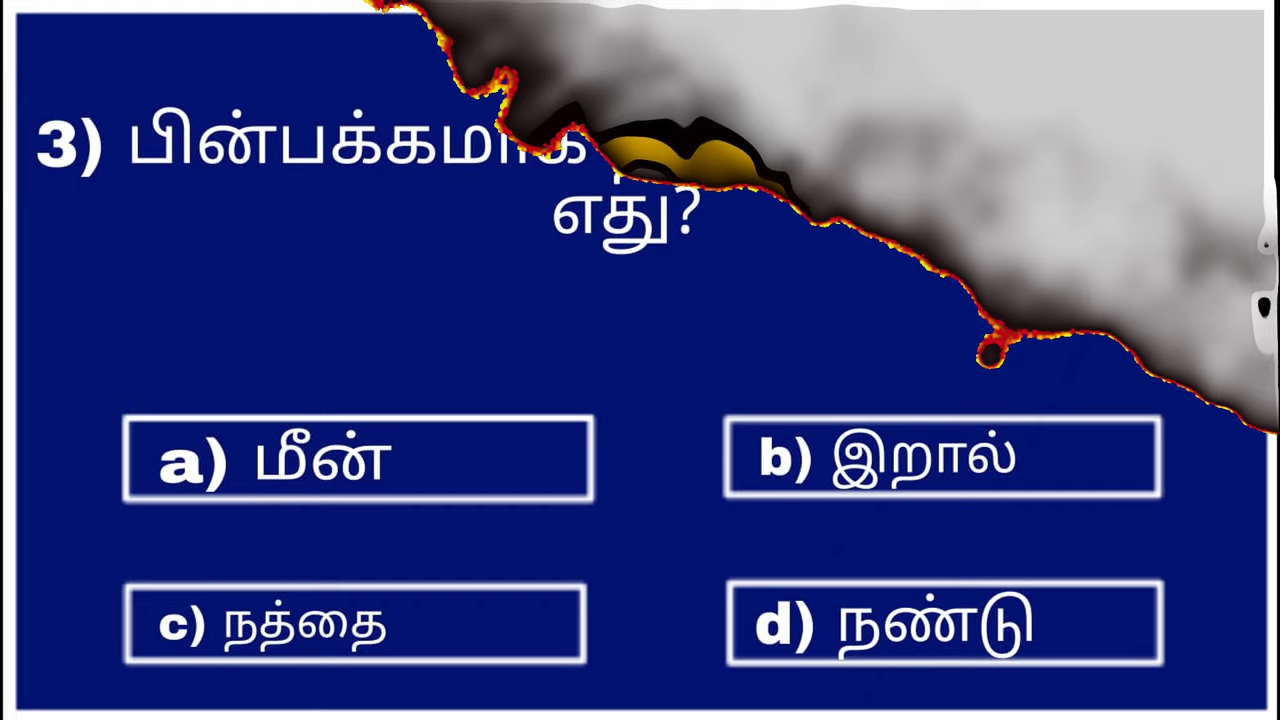 3) பின்பக்கமாக
எது?
a) மீன்
b) இறால்
c) நத்தை
d) நண்டு